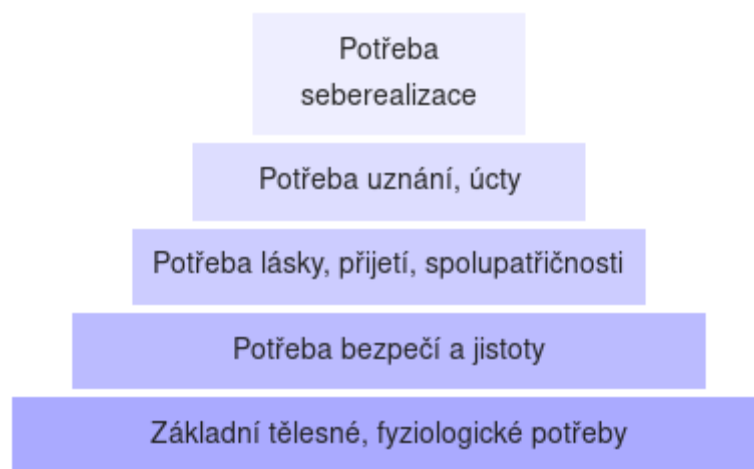 Potřeba
seberealizace
Potřeba uznání, úcty
Potřeba lásky, přijetí, spolupatřičnosti
Potřeba bezpečí a jistoty
Základní tělesné, fyziologické potřeby